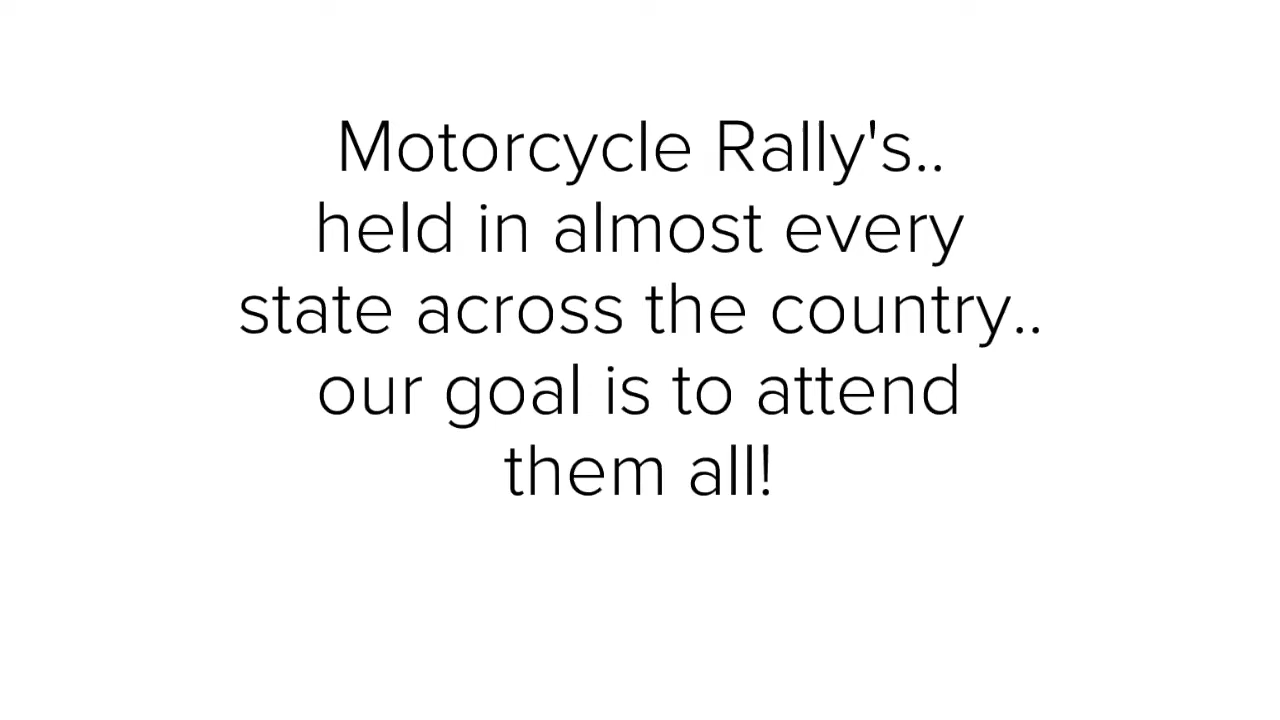 Motorcycle Rally's..
held in almost every
state across the country..
our goal is to attend
them all!